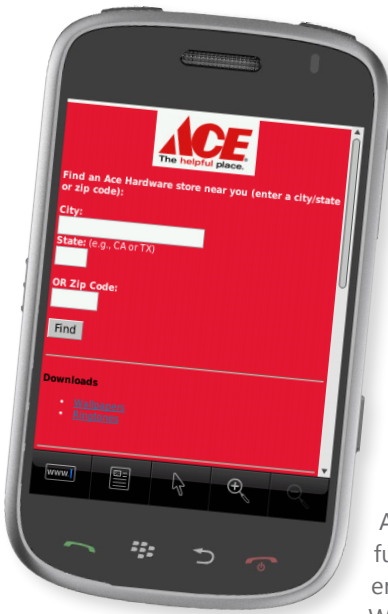 ACE
The helpful place.
Find an Ace Hardware store near you (enter a city/state
or zip code):
City:
State: (e.g., CA or TX)
OR Zip Code:
Find
Downloads
• Wallpapers
• Ringtones
www
A
fu
en
W